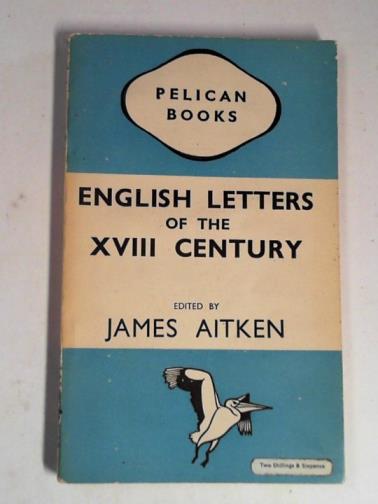 PELICAN
BOOKS
ENGLISH LETTERS
OF THE
XVIII CENTURY
EDITED BY
JAMES AITKEN
Two Shillings & Sixpence